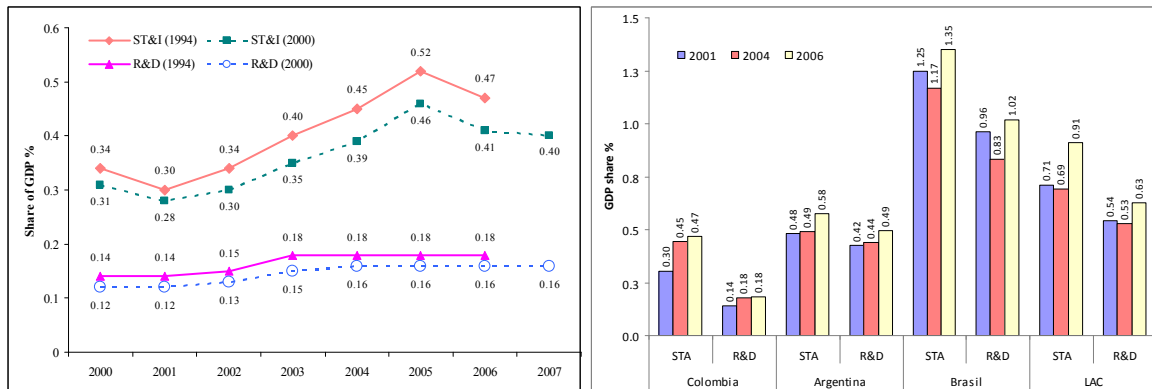 0.6
0.5
0.4
0.3
0.2
0.1
0
Share of GDP %
ST&I (1994)
ST&I (2000)
R&D (1994)
R&D (2000)
0.34
0.30
0.34
0.40
0.45
0.52
0.47
0.31
0.28
0.30
0.35
0.39
0.46
0.41
0.40
0.14
0.14
0.15
0.18
0.18
0.18
0.18
0.12
0.12
0.13
0.15
0.16
0.16
0.16
0.16
2000 2001 2002 2003 2004 2005 2006 2007
1.5
1.3
1.0
0.8
0.5
0.3
0.0
GDP share %
2001 2004 2006
0.30 0.45 0.47
0.14 0.18 0.18
0.48 0.49 0.58
0.42 0.44 0.49
1.25 1.17 1.35
0.96 0.83 1.02
0.71 0.69 0.91
0.54 0.53 0.63
STA R&D STA R&D STA R&D STA R&D
Colombia Argentina Brasil LAC